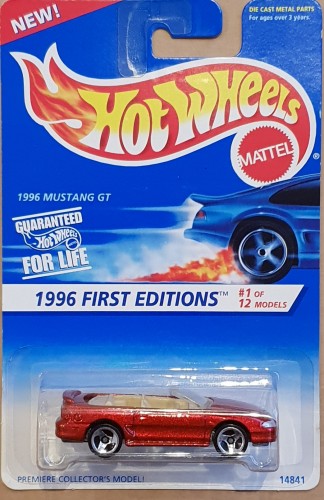 NEW!
DIE CAST METAL PARTS
For ages over 3 years.
HOT WHEELS
MATTEL
1996 MUSTANG GT
GUARANTEED
Hot Wheels
FOR LIFE
1996 FIRST EDITIONS™
#1 OF
12 MODELS
PREMIERE COLLECTOR'S MODEL!
14841